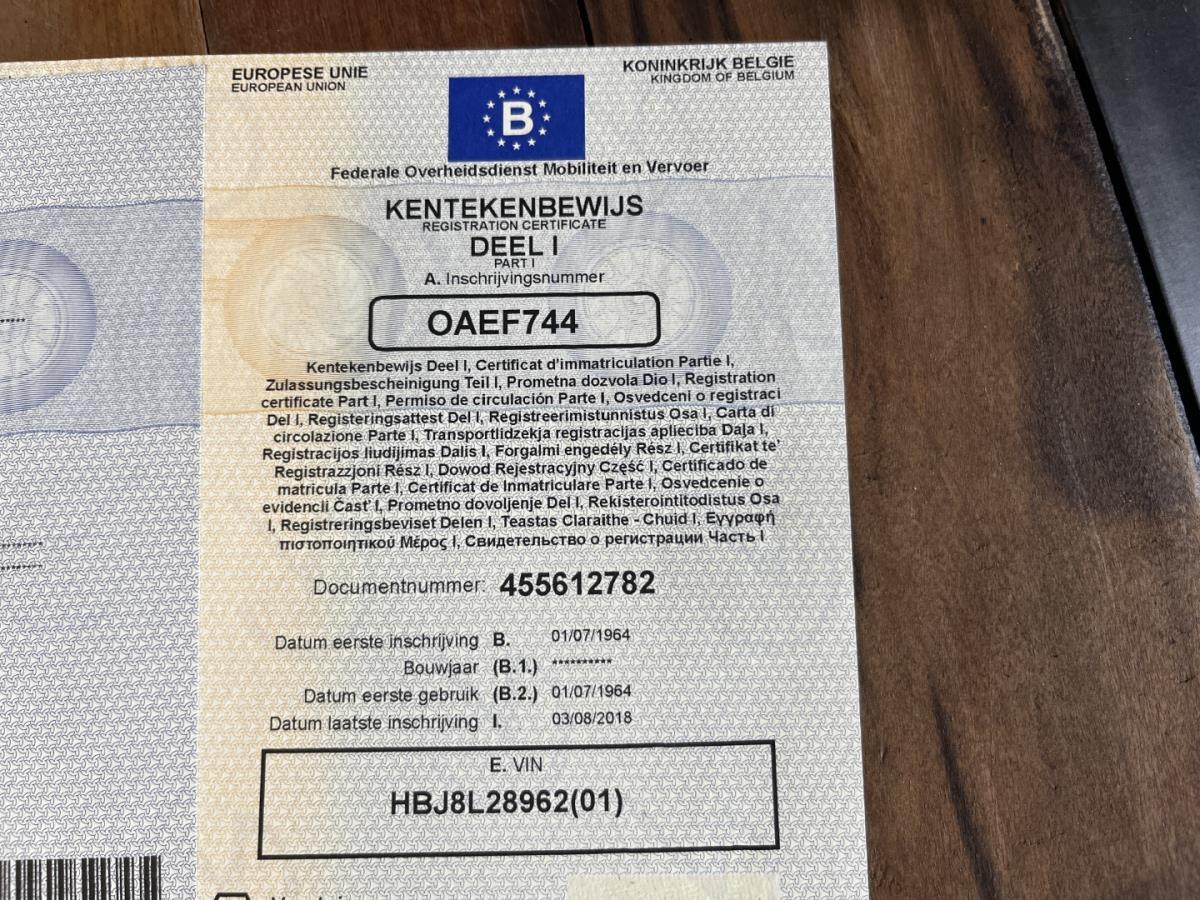 EUROPESE UNIE
EUROPEAN UNION
KONINKRIJK BELGIE
KINGDOM OF BELGIUM
B
Federale Overheidsdienst Mobiliteit en Vervoer
KENTEKENBEWIJS
REGISTRATION CERTIFICATE
DEEL I
PART I
A. Inschrijvingsnummer
OAEF744
Kentekenbewijs Deel I, Certificat d'immatriculation Partie I,
Zulassungsbescheinigung Teil I, Prometna dozvola Dio I, Registration
certificate Part I, Permiso de circulación Parte I, Osvedceni o registraci
Del I, Registeringsattest Del I, Registreerimistunnistus Osa I, Carta di
circolazione Parte I, Transportlidzekja registracijas aplieciba Daļa I,
Registracijos liudijimas Dalis I, Forgalmi engedély Rész I, Certifikat te'
Registrazzjoni Rész I, Dowod Rejestracyjny Część I, Certificado de
matricula Parte I, Certificat de Inmatriculare Parte I, Osvedcenie o
evidencii Čast' I, Prometno dovoljenje Del I, Rekisterointitodistus Osa
I, Registreringsbeviset Delen I, Teastas Claraithe - Chuid I, Εγγραφή
πιστοποιητικού Μέρος I, Свидетельство о регистрации Часть I
Documentnummer: 455612782
Datum eerste inschrijving B. 01/07/1964
Bouwjaar (B.1.) **********
Datum eerste gebruik (B.2.) 01/07/1964
Datum laatste inschrijving I. 03/08/2018
E. VIN
HBJ8L28962(01)